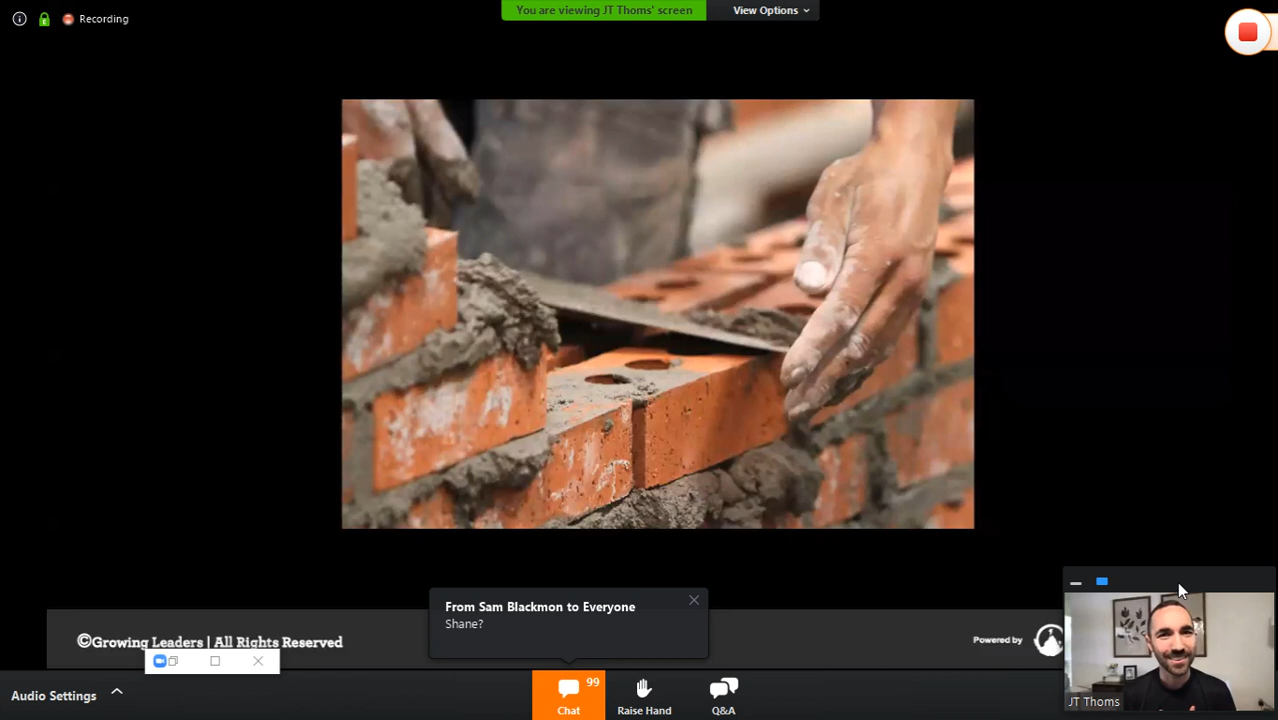 Recording
You are viewing JT Thoms' screen
View Options
From Sam Blackmon to Everyone
Shane?
©Growing Leaders | All Rights Reserved
Powered by
JT Thoms
Audio Settings
99
Chat
Raise Hand
Q&A